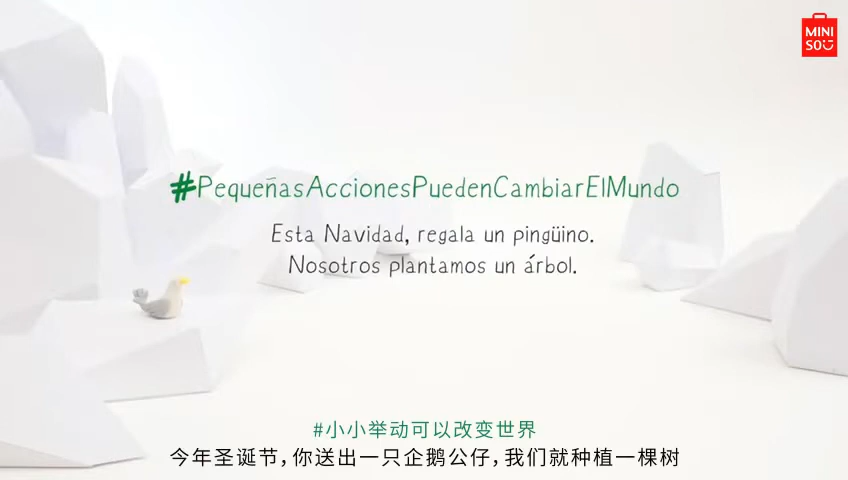 MINI
SO
#PequeñasAccionesPuedenCambiarElMundo
Esta Navidad, regala un pingüino.
Nosotros plantamos un árbol.
#小小举动可以改变世界
今年圣诞节,你送出一只企鹅公仔,我们就种植一棵树